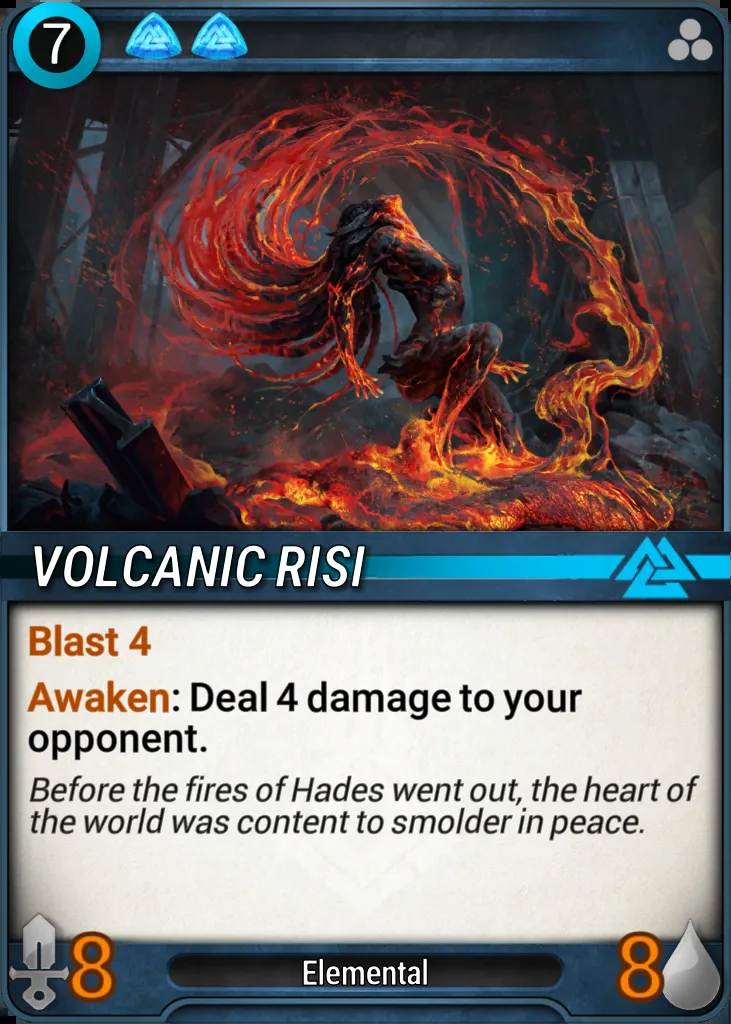 7
VOLCANIC RISI
Blast 4
Awaken: Deal 4 damage to your
opponent.
Before the fires of Hades went out, the heart of
the world was content to smolder in peace.
8
Elemental
8